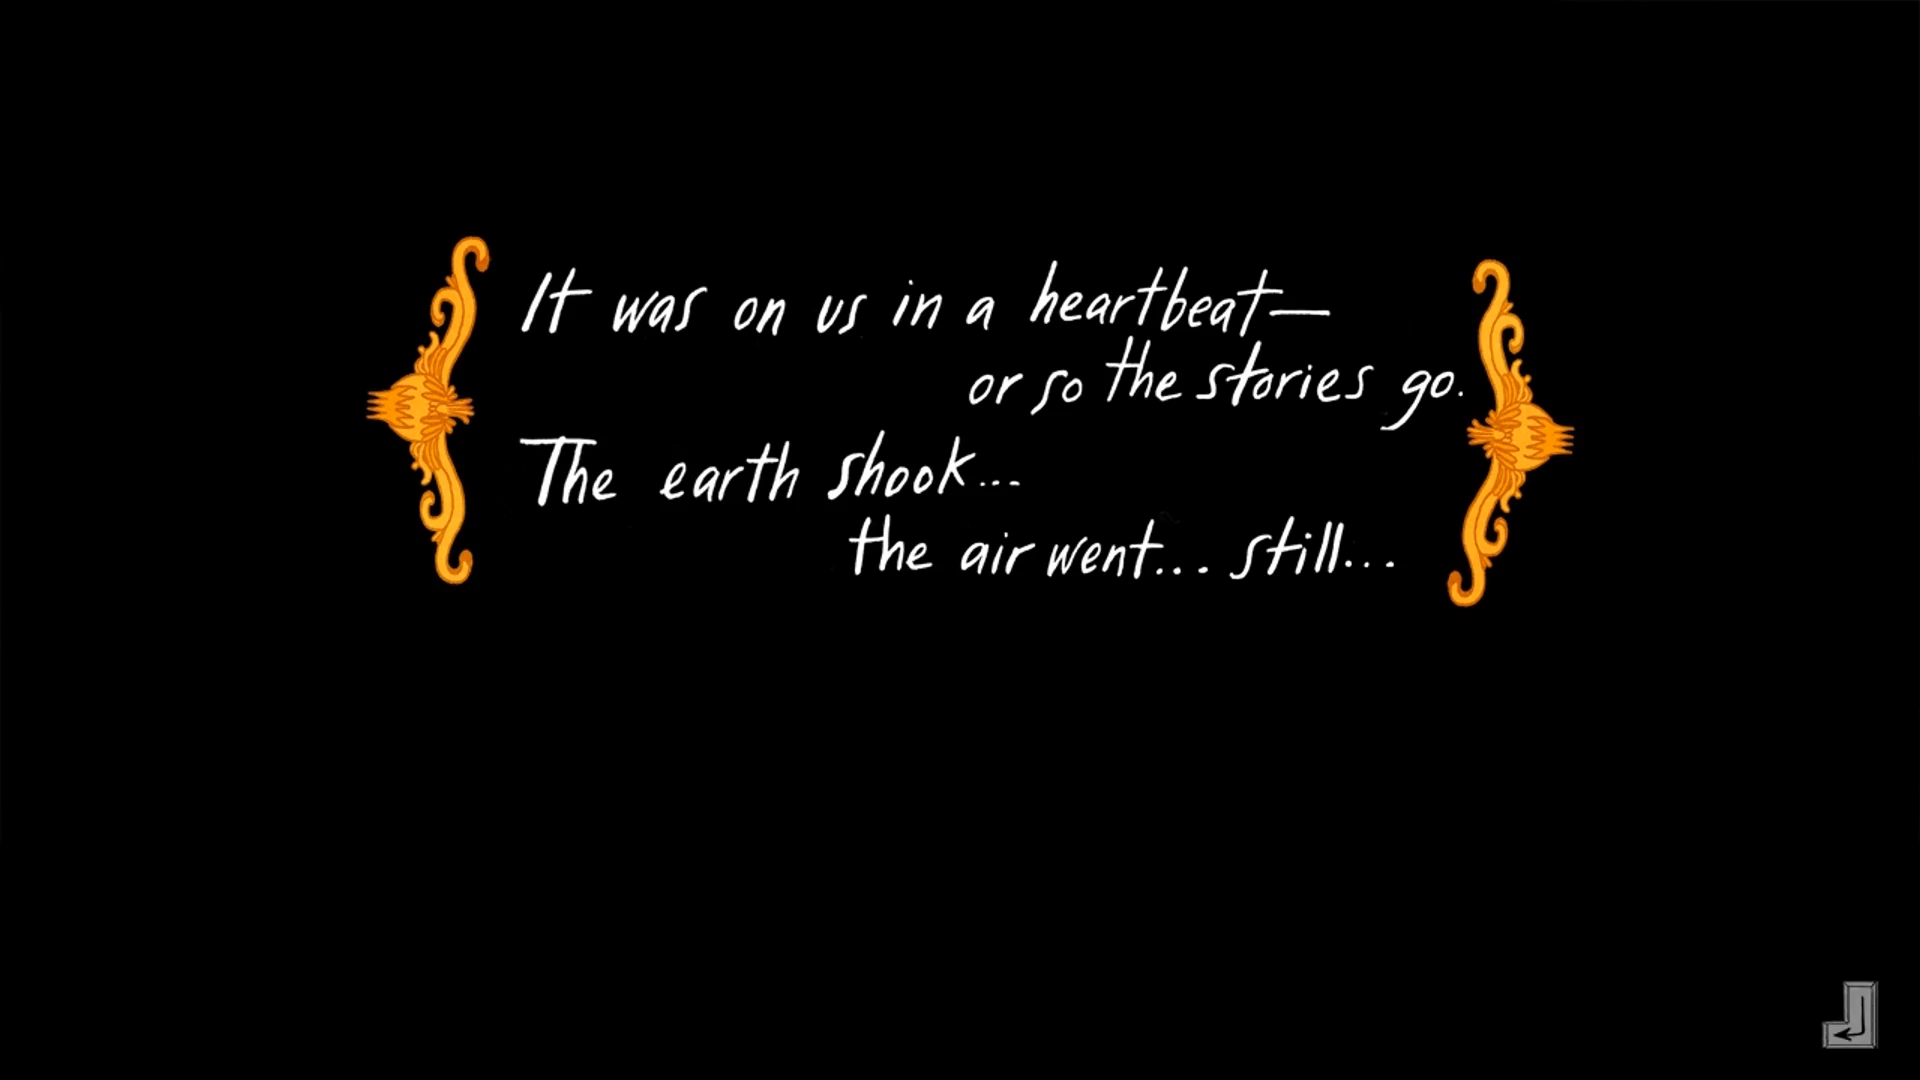 It was on us in a heartbeat—
or so the stories go.
The earth shook...
the air went... still...